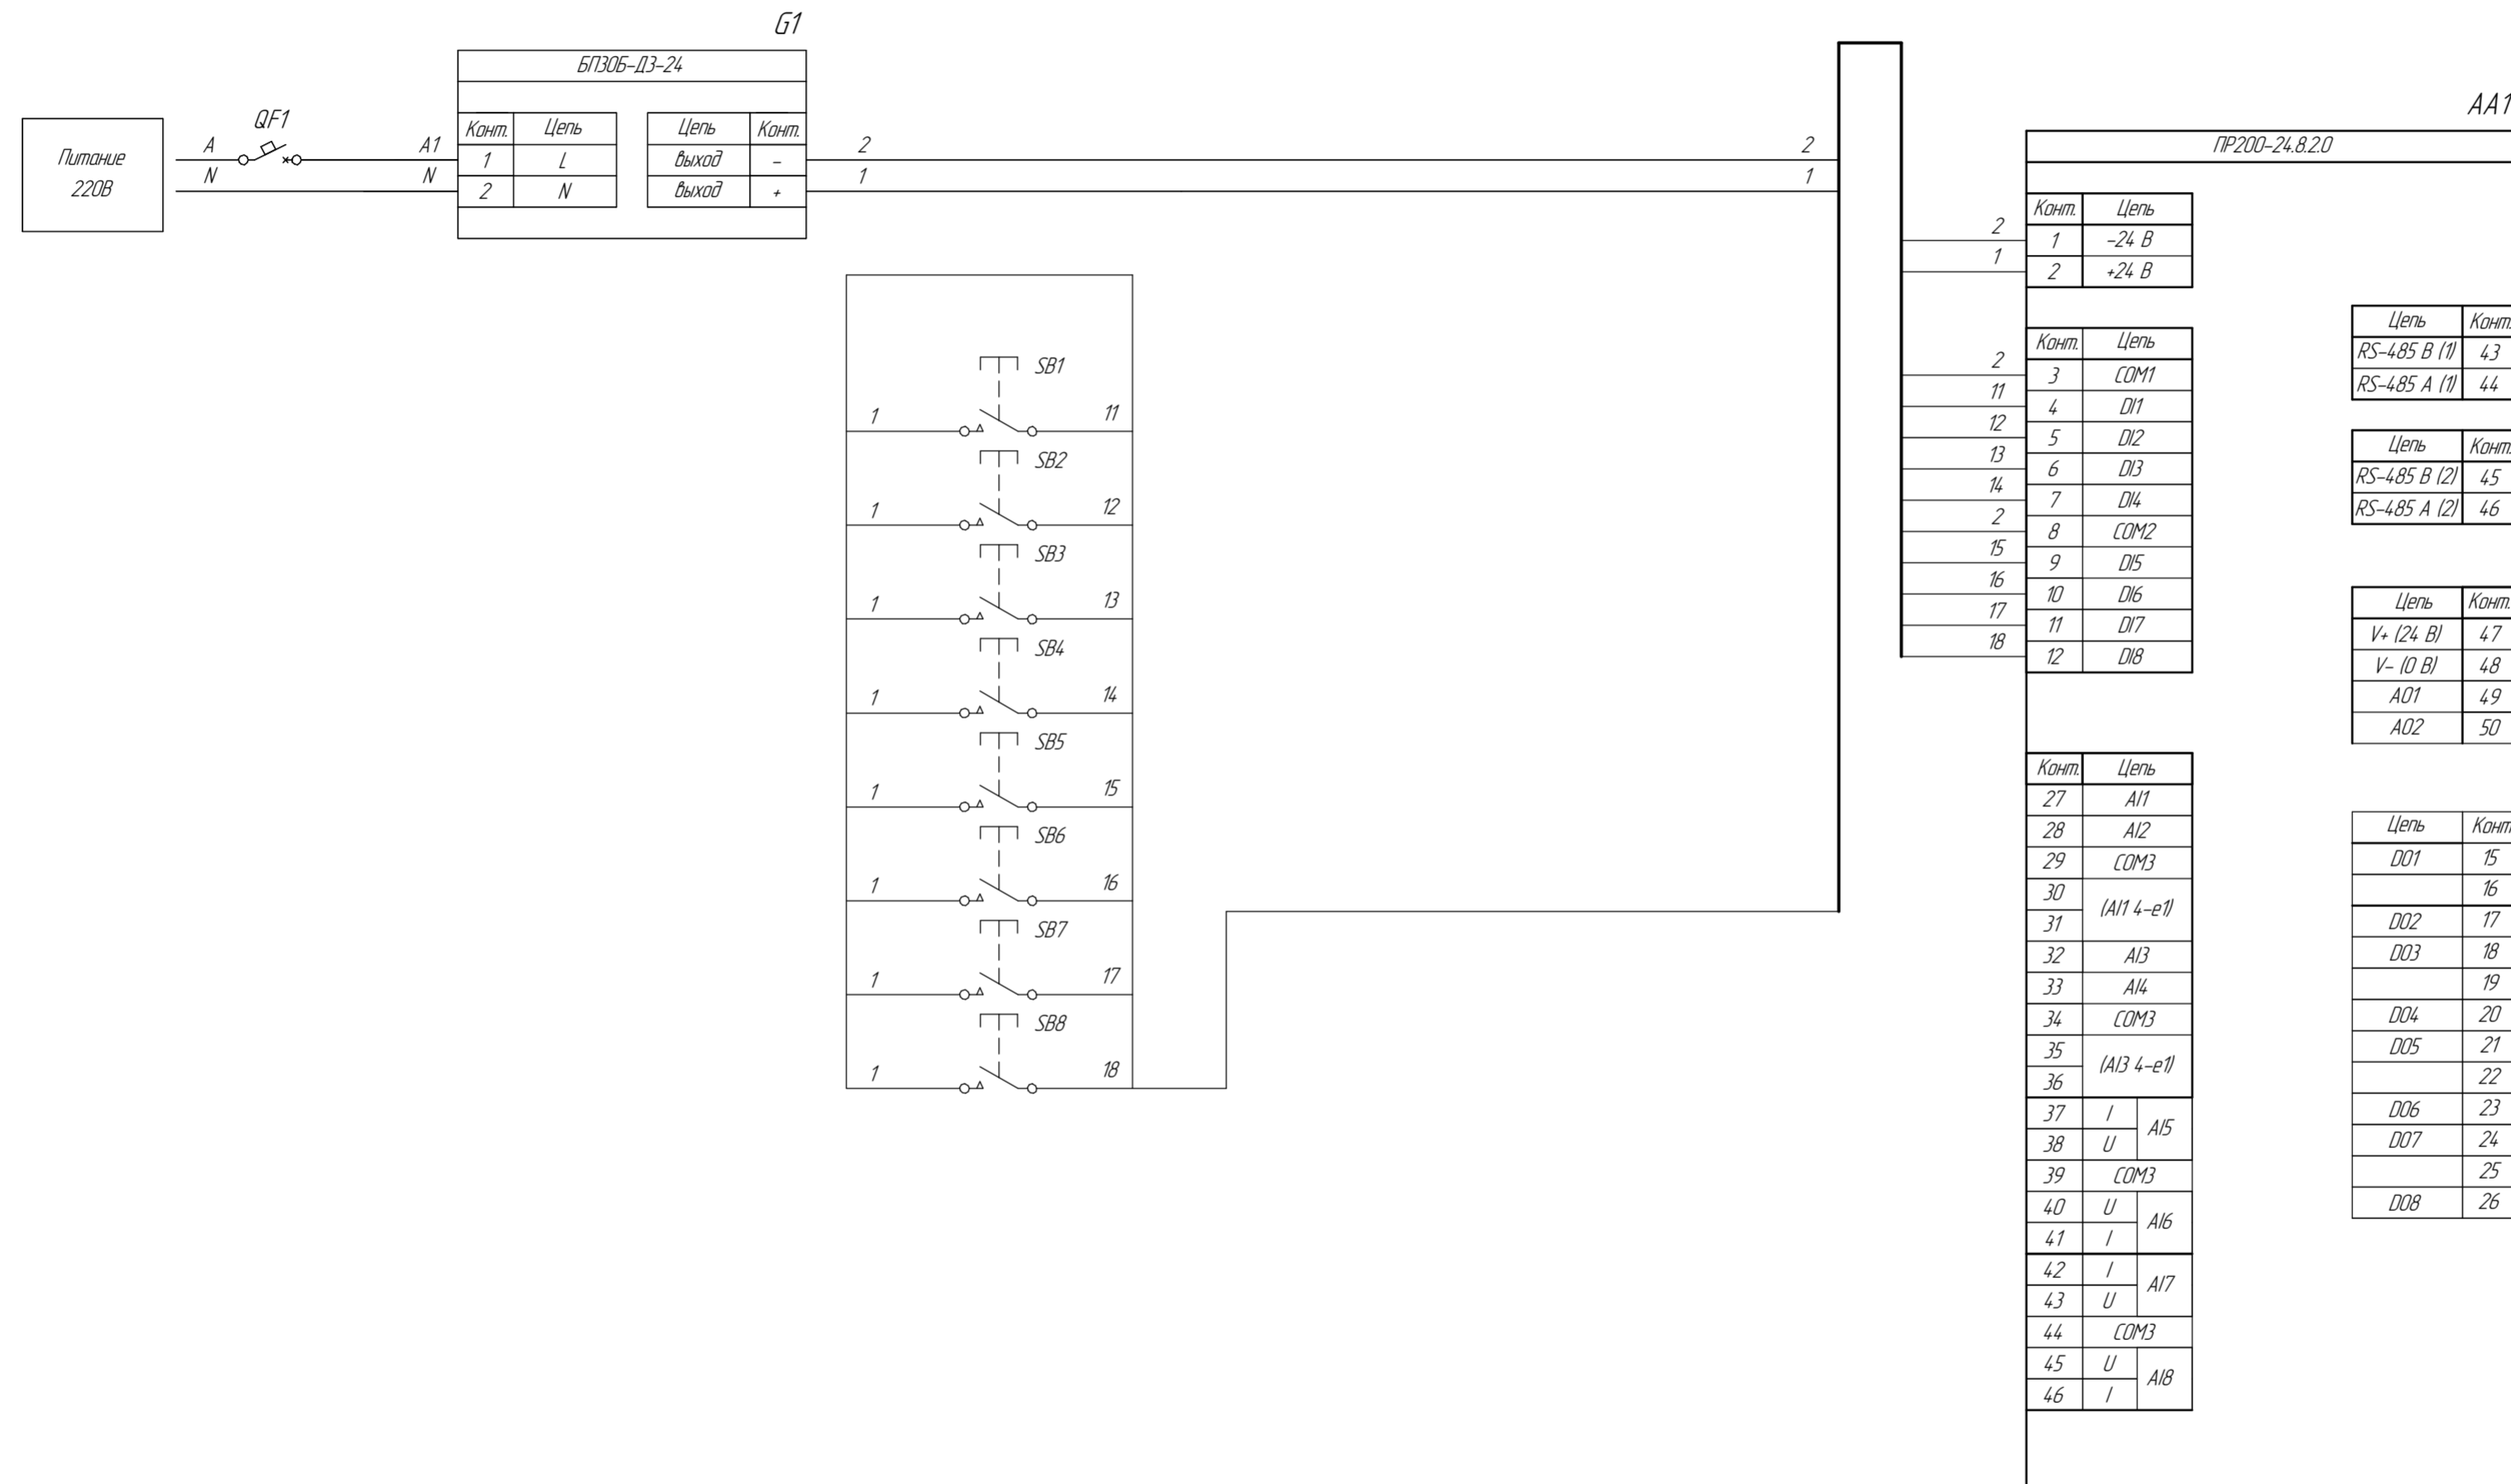 G1
БП30Б-Д3-24
Конт. Цепь Цепь Конт.
1 L выход -
2 N выход +
Питание
220В
A QF1 A1
N N
2 2
1 1
AA1
ПР200-24.8.2.0
Конт. Цепь
2 1 -24 В
1 2 +24 В
Конт. Цепь
2 3 COM1
11 4 DI1
12 5 DI2
13 6 DI3
14 7 DI4
2 8 COM2
15 9 DI5
16 10 DI6
17 11 DI7
18 12 DI8
SB1
1 11
SB2
1 12
SB3
1 13
SB4
1 14
SB5
1 15
SB6
1 16
SB7
1 17
SB8
1 18
Конт. Цепь
27 AI1
28 AI2
29 COM3
30
(AI1 4-е1)
31
32 AI3
33 AI4
34 COM3
35
(AI3 4-е1)
36
37 I
AI5
38 U
39 COM3
40 U
AI6
41 I
42 I
AI7
43 U
44 COM3
45 U
AI8
46 I
Цепь Конт.
RS-485 B (1) 43
RS-485 A (1) 44
Цепь Конт.
RS-485 B (2) 45
RS-485 A (2) 46
Цепь Конт.
V+ (24 В) 47
V- (0 В) 48
AO1 49
AO2 50
Цепь Конт
DO1 15
16
DO2 17
DO3 18
19
DO4 20
DO5 21
22
DO6 23
DO7 24
25
DO8 26